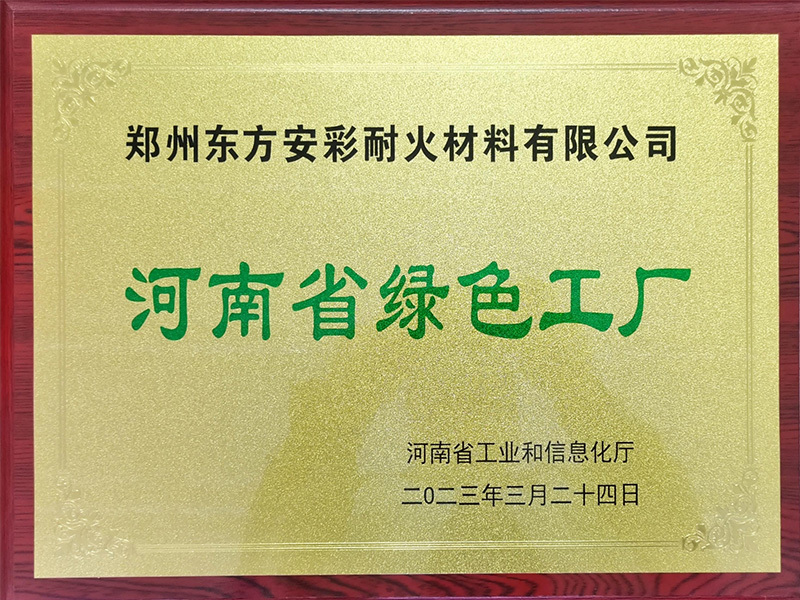 郑州东方安彩耐火材料有限公司
河南省绿色工厂
河南省工业和信息化厅
二0二三年三月二十四日